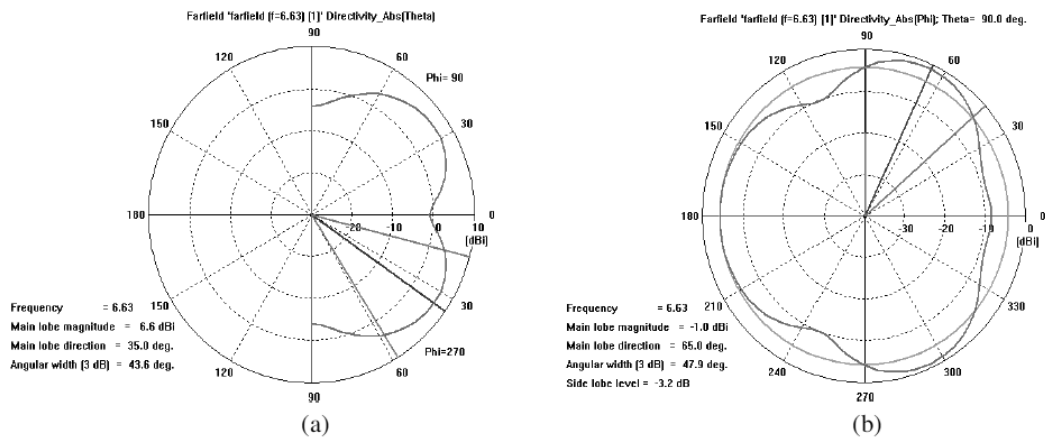 Farfield 'farfield (f=6.63) [1]' Directivity_Abs(Theta)
90
120
60
Phi= 90
150
30
180
-20
-10
0
10
0
[dBi]
150
30
120
60
Phi=270
90
Frequency = 6.63
Main lobe magnitude = 6.6 dBi
Main lobe direction = 35.0 deg.
Angular width (3 dB) = 43.6 deg.
(a)
Farfield 'farfield (f=6.63) [1]' Directivity_Abs(Phi); Theta= 90.0 deg.
90
120
60
150
30
180
-30
-20
-10
0
0
[dBi]
210
330
240
300
270
Frequency = 6.63
Main lobe magnitude = -1.0 dBi
Main lobe direction = 65.0 deg.
Angular width (3 dB) = 47.9 deg.
Side lobe level = -3.2 dB
(b)